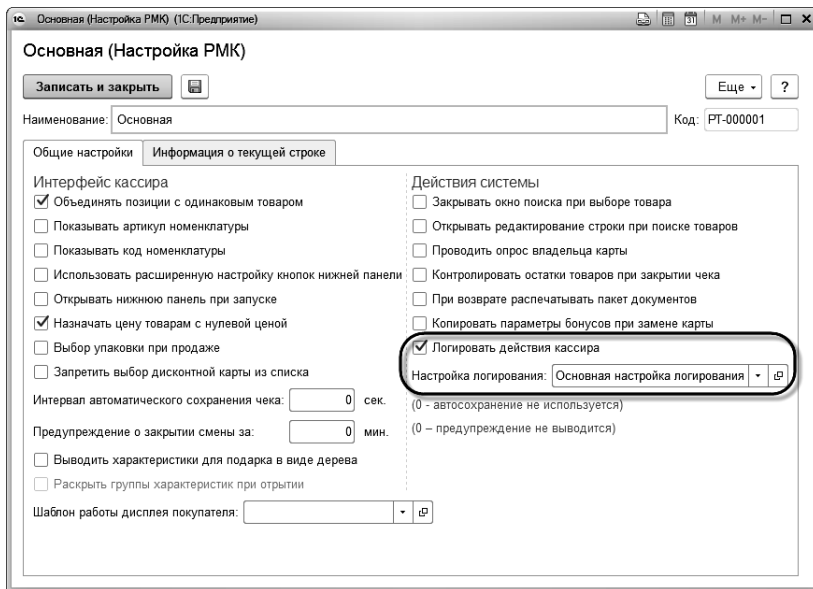 Основная (Настройка РМК) (1С:Предприятие)
M M+ M-
Основная (Настройка РМК)
Записать и закрыть
Еще
?
Наименование: Основная
Код: РТ-000001
Общие настройки
Информация о текущей строке
Интерфейс кассира
Объединять позиции с одинаковым товаром
Показывать артикул номенклатуры
Показывать код номенклатуры
Использовать расширенную настройку кнопок нижней панели
Открывать нижнюю панель при запуске
Назначать цену товарам с нулевой ценой
Выбор упаковки при продаже
Запретить выбор дисконтной карты из списка
Интервал автоматического сохранения чека: 0 сек.
Предупреждение о закрытии смены за: 0 мин.
Выводить характеристики для подарка в виде дерева
Раскрыть группы характеристик при отрытии
Шаблон работы дисплея покупателя:
Действия системы
Закрывать окно поиска при выборе товара
Открывать редактирование строки при поиске товаров
Проводить опрос владельца карты
Контролировать остатки товаров при закрытии чека
При возврате распечатывать пакет документов
Копировать параметры бонусов при замене карты
Логировать действия кассира
Настройка логирования: Основная настройка логирования
(0 - автосохранение не используется)
(0 – предупреждение не выводится)